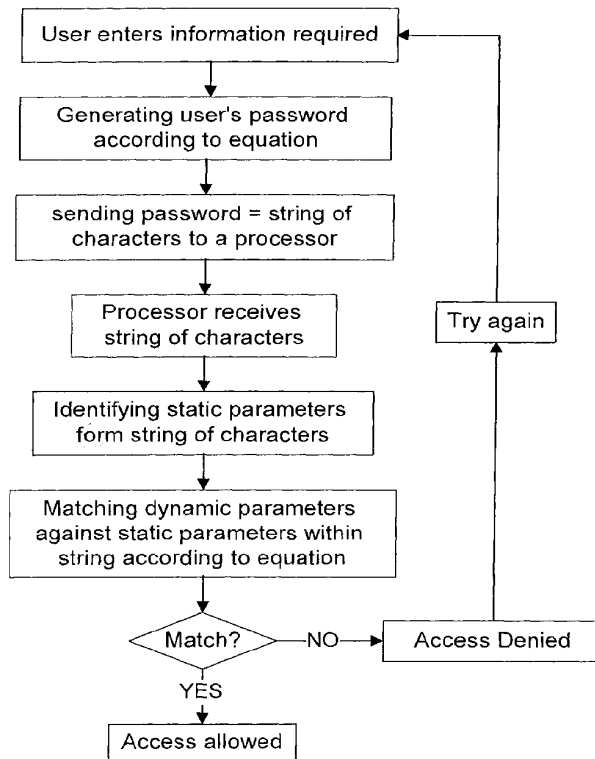 User enters information required
Generating user's password
according to equation
sending password = string of
characters to a processor
Processor receives
string of characters
Try again
Identifying static parameters
form string of characters
Matching dynamic parameters
against static parameters within
string according to equation
Match?
NO
Access Denied
YES
Access allowed